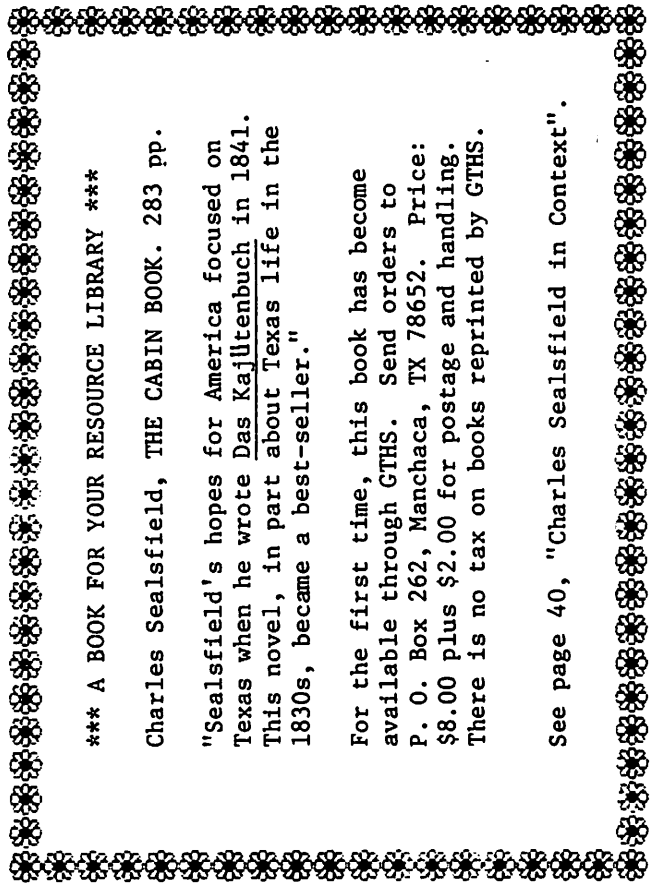 *** A BOOK FOR YOUR RESOURCE LIBRARY ***
Charles Sealsfield, THE CABIN BOOK. 283 pp.
"Sealsfield's hopes for America focused on
Texas when he wrote Das Kajütenbuch in 1841.
This novel, in part about Texas life in the
1830s, became a best-seller."
For the first time, this book has become
available through GTHS. Send orders to
P. O. Box 262, Manchaca, TX 78652. Price:
$8.00 plus $2.00 for postage and handling.
There is no tax on books reprinted by GTHS.
See page 40, "Charles Sealsfield in Context".